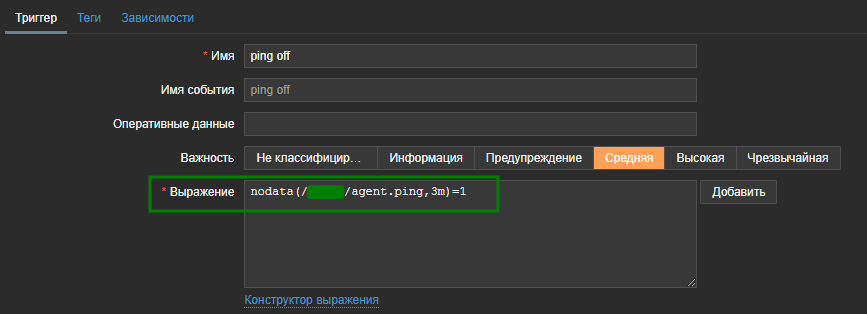 Триггер Теги Зависимости
* Имя ping off
Имя события ping off
Оперативные данные
Важность Не классифицир... Информация Предупреждение Средняя Высокая Чрезвычайная
* Выражение nodata(/ /agent.ping,3m)=1 Добавить
Конструктор выражения